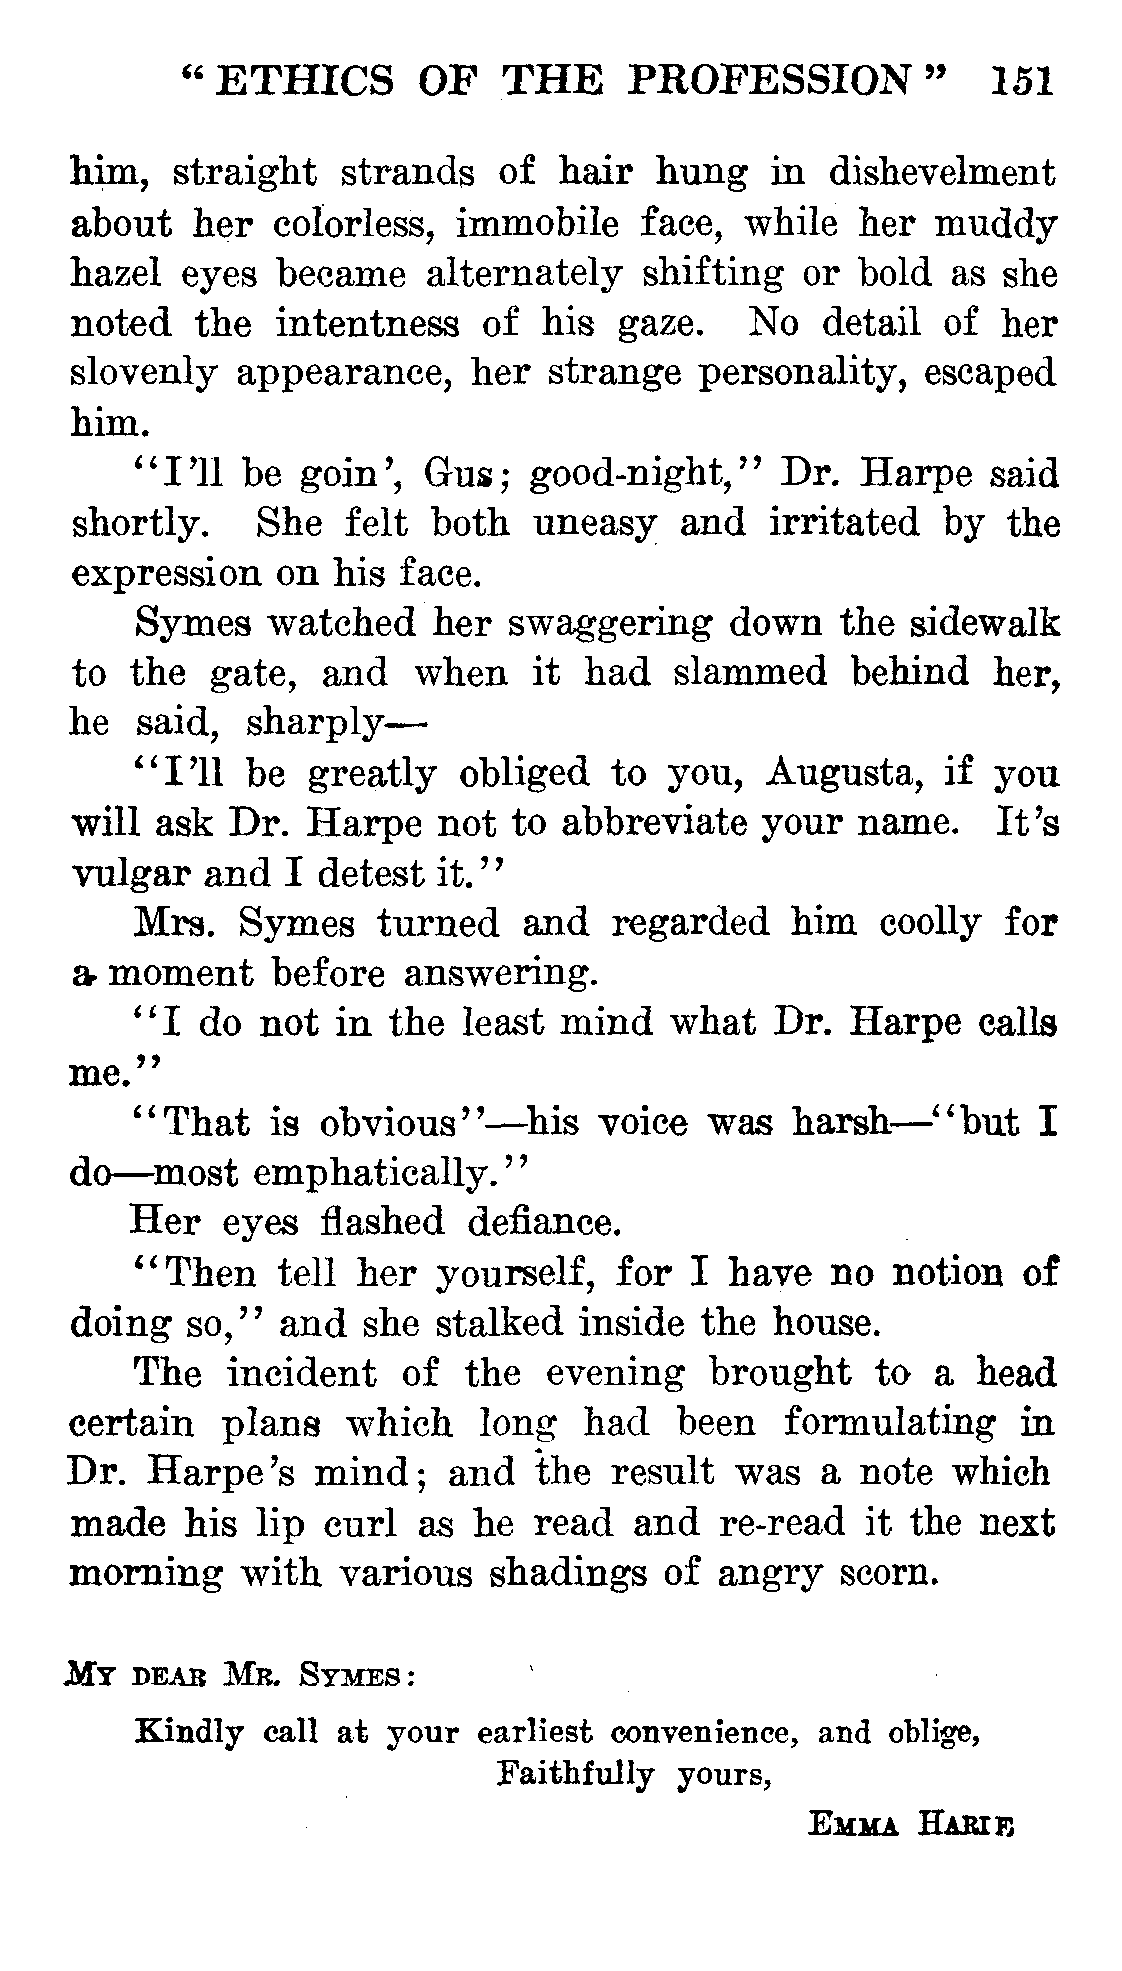 “ ETHICS OF THE PROFESSION ” 151
him, straight strands of hair hung in dishevelment
about her colorless, immobile face, while her muddy
hazel eyes became alternately shifting or bold as she
noted the intentness of his gaze. No detail of her
slovenly appearance, her strange personality, escaped
him.
“I’ll be goin’, Gus; good-night,” Dr. Harpe said
shortly. She felt both uneasy and irritated by the
expression on his face.
Symes watched her swaggering down the sidewalk
to the gate, and when it had slammed behind her,
he said, sharply—
“I’ll be greatly obliged to you, Augusta, if you
will ask Dr. Harpe not to abbreviate your name. It’s
vulgar and I detest it.”
Mrs. Symes turned and regarded him coolly for
a moment before answering.
“I do not in the least mind what Dr. Harpe calls
me.”
“That is obvious”—his voice was harsh—“but I
do—most emphatically.”
Her eyes flashed defiance.
“Then tell her yourself, for I have no notion of
doing so,” and she stalked inside the house.
The incident of the evening brought to a head
certain plans which long had been formulating in
Dr. Harpe’s mind; and the result was a note which
made his lip curl as he read and re-read it the next
morning with various shadings of angry scorn.
MY DEAR MR. SYMES:
Kindly call at your earliest convenience, and oblige,
Faithfully yours,
EMMA